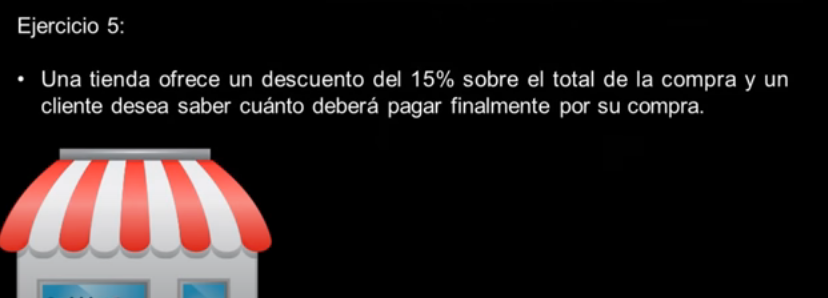 Ejercicio 5:
• Una tienda ofrece un descuento del 15% sobre el total de la compra y un
cliente desea saber cuánto deberá pagar finalmente por su compra.